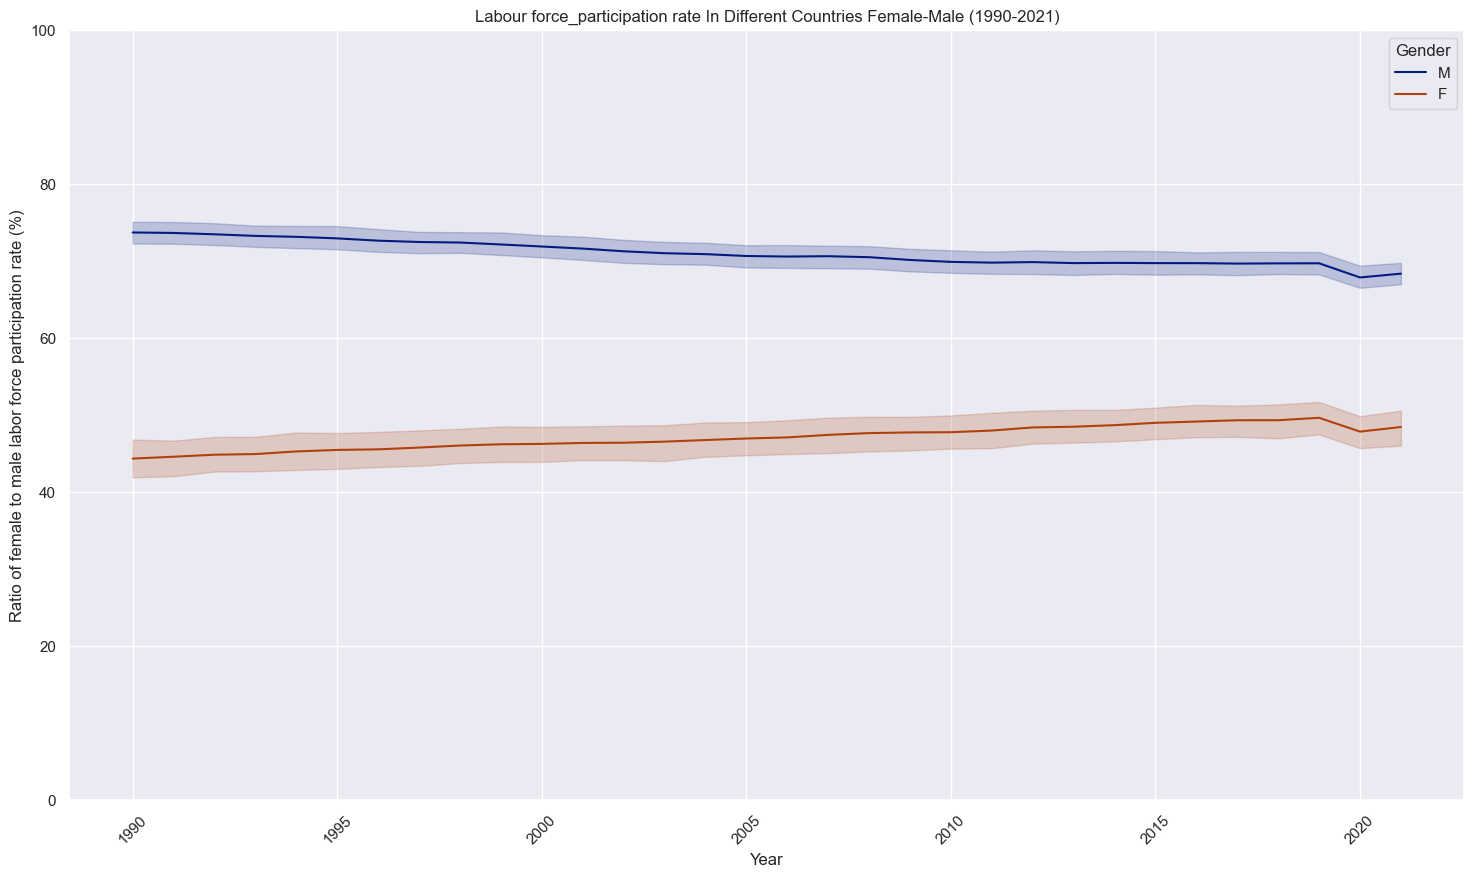 Labour force_participation rate In Different Countries Female-Male (1990-2021)
Gender
M
F
Ratio of female to male labor force participation rate (%)
100
80
60
40
20
0
1990
1995
2000
2005
2010
2015
2020
Year